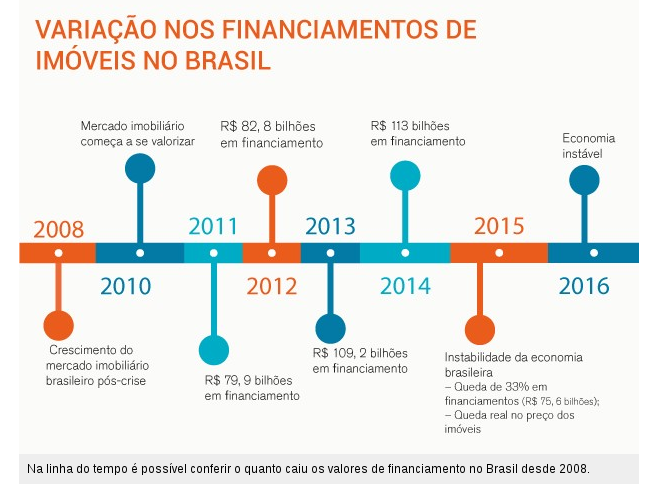 VARIAÇÃO NOS FINANCIAMENTOS DE
IMÓVEIS NO BRASIL
2008
Crescimento do
mercado imobiliário
brasileiro pós-crise
Mercado imobiliário
começa a se valorizar
2010
2011
R$ 79, 9 bilhões
em financiamento
R$ 82, 8 bilhões
em financiamento
2012
2013
R$ 109, 2 bilhões
em financiamento
R$ 113 bilhões
em financiamento
2014
2015
Instabilidade da economia
brasileira
– Queda de 33% em
financiamentos (R$ 75, 6 bilhões);
– Queda real no preço dos
imóveis
Economia
instável
2016
Na linha do tempo é possível conferir o quanto caiu os valores de financiamento no Brasil desde 2008.